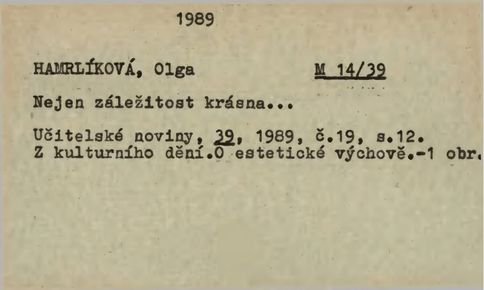 1989
HAMRLÍKOVÁ, Olga M 14/39
Nejen záležitost krásna...
Učitelské noviny, 39, 1989, č.19, s.12.
Z kulturního dění.O estetické výchově.-1 obr.